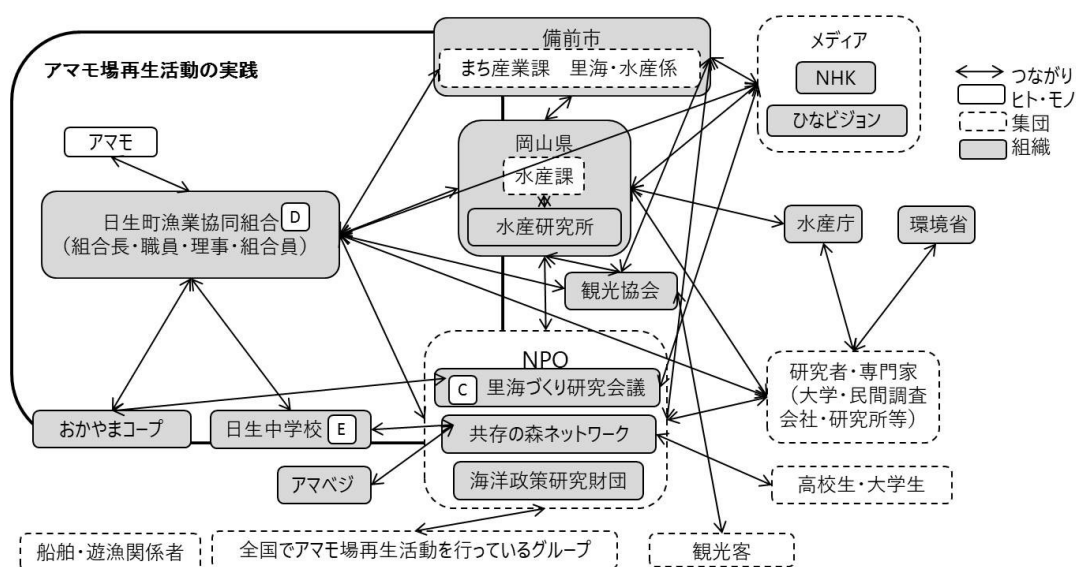 備前市
まち産業課　里海・水産係
メディア
NHK
ひなビジョン
つながり
ヒト・モノ
集団
組織
アマモ場再生活動の実践
アマモ
岡山県
水産課
水産研究所
日生町漁業協同組合 D
（組合長・職員・理事・組合員）
水産庁
環境省
観光協会
NPO
C 里海づくり研究会議
共存の森ネットワーク
海洋政策研究財団
研究者・専門家
（大学・民間調査
会社・研究所等）
おかやまコープ
日生中学校 E
アマベジ
高校生・大学生
船舶・遊漁関係者
全国でアマモ場再生活動を行っているグループ
観光客